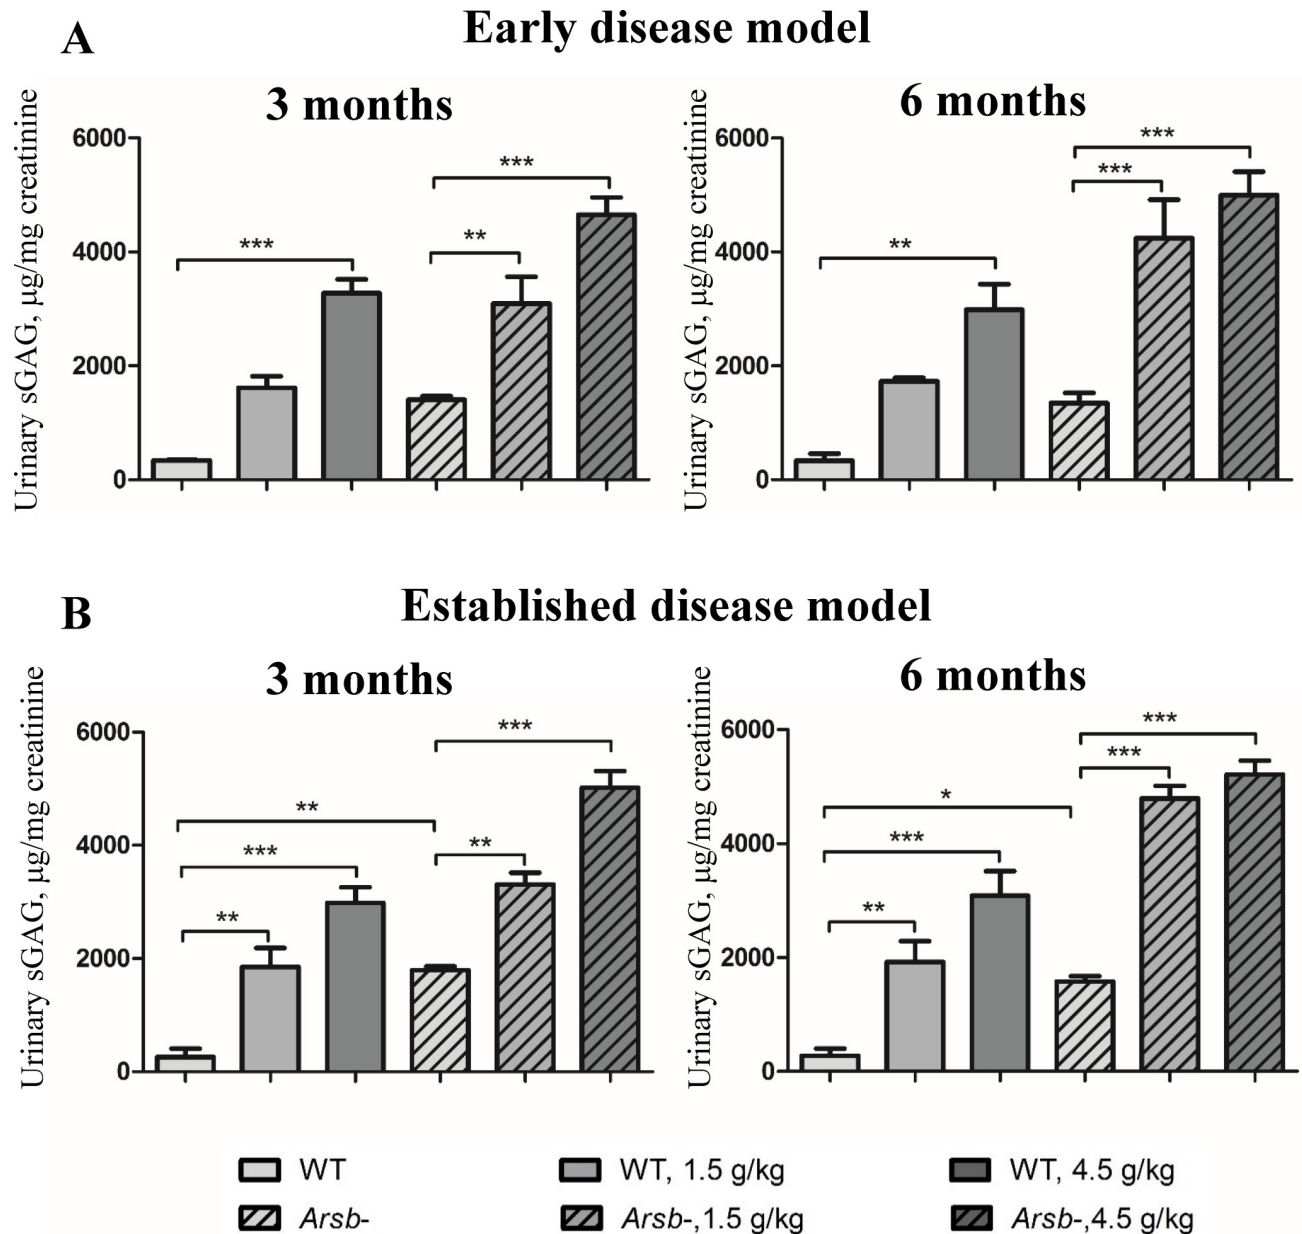 A
Early disease model
3 months
6 months
Urinary sGAG, µg/mg creatinine
6000
4000
2000
0
***
**
***
Urinary sGAG, µg/mg creatinine
6000
4000
2000
0
**
***
***
B
Established disease model
3 months
6 months
Urinary sGAG, µg/mg creatinine
6000
4000
2000
0
**
***
**
**
***
Urinary sGAG, µg/mg creatinine
6000
4000
2000
0
**
***
*
***
***
WT
WT, 1.5 g/kg
WT, 4.5 g/kg
Arsb-
Arsb-,1.5 g/kg
Arsb-,4.5 g/kg